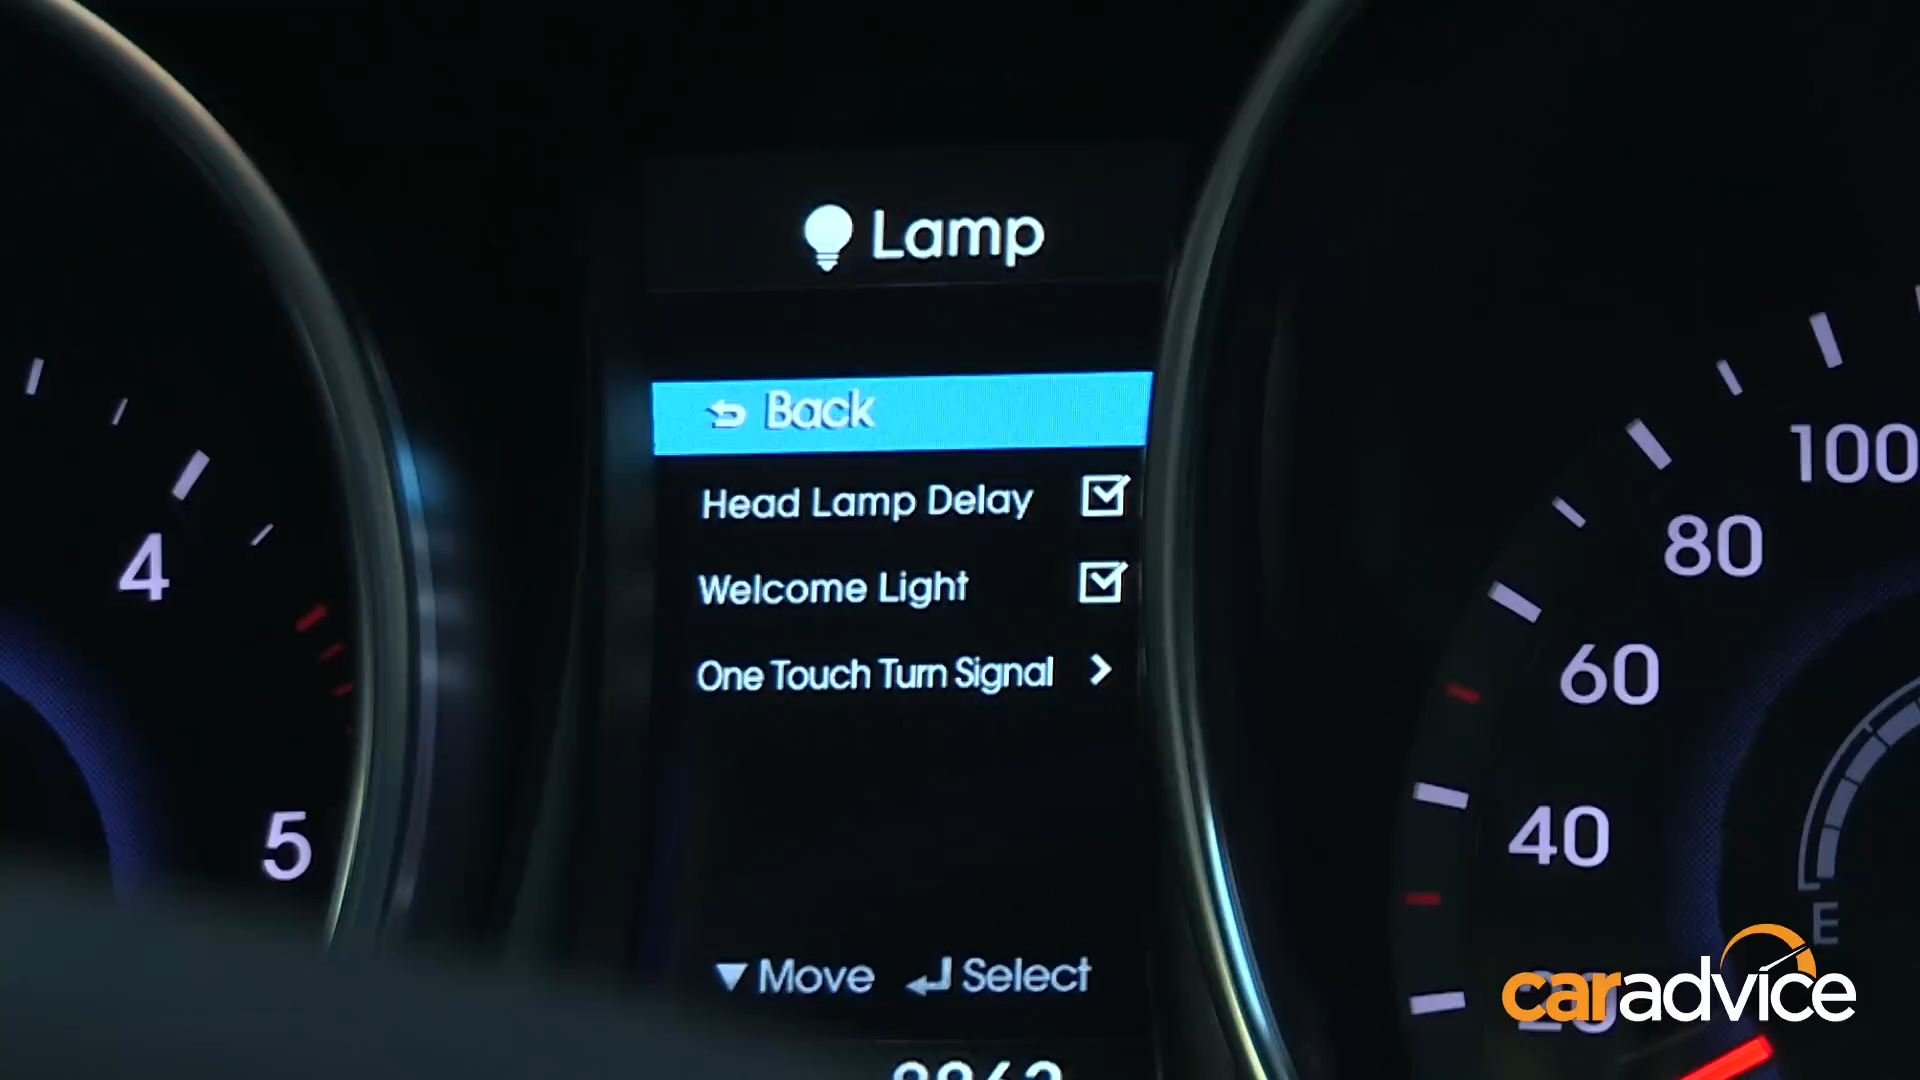 Lamp
Back
Head Lamp Delay
Welcome Light
One Touch Turn Signal
Move Select
4
5
100
80
60
40
20
E
caradvice